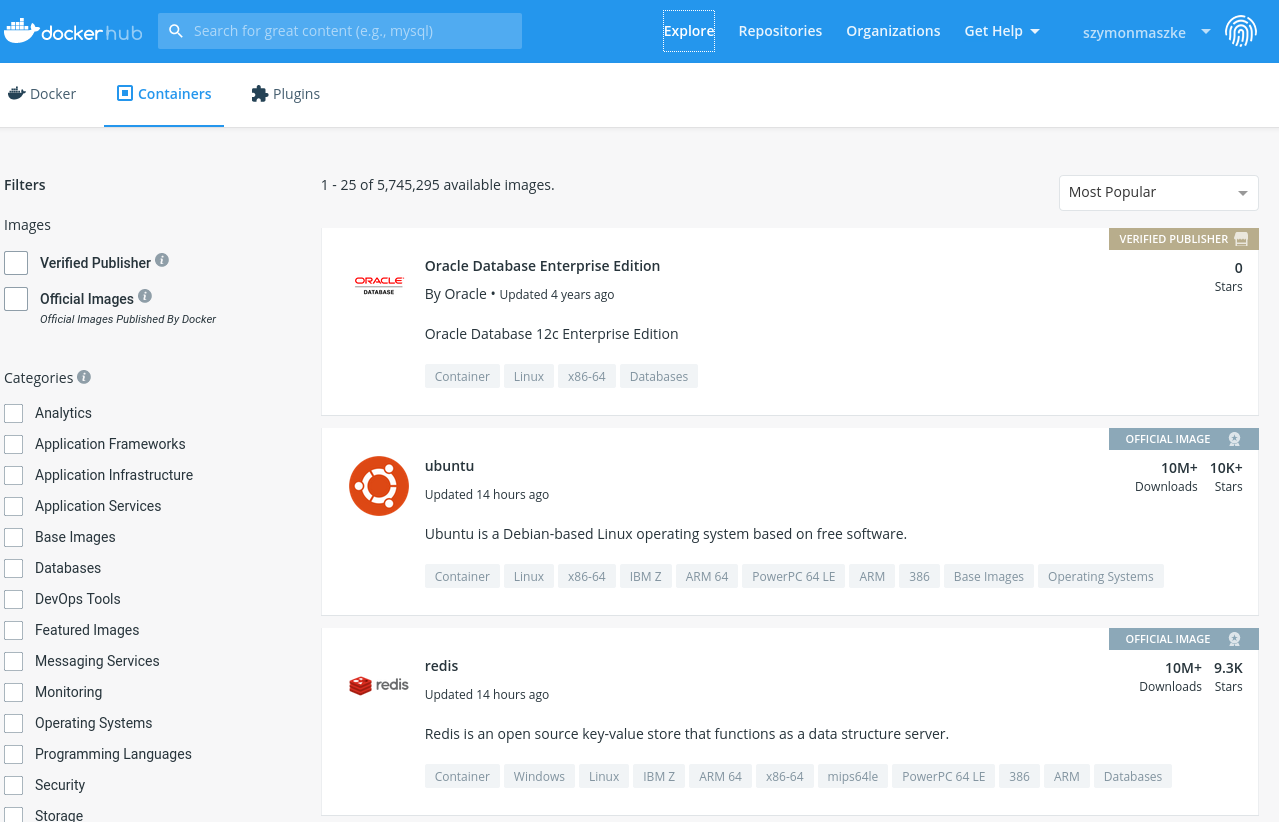 dockerhub
Search for great content (e.g., mysql)
Explore
Repositories
Organizations
Get Help
szymonmaszke
Docker
Containers
Plugins
Filters
Images
Verified Publisher
Official Images
Official Images Published By Docker
Categories
Analytics
Application Frameworks
Application Infrastructure
Application Services
Base Images
Databases
DevOps Tools
Featured Images
Messaging Services
Monitoring
Operating Systems
Programming Languages
Security
Storage
1 - 25 of 5,745,295 available images.
Most Popular
VERIFIED PUBLISHER
ORACLE
DATABASE
Oracle Database Enterprise Edition
0
Stars
By Oracle • Updated 4 years ago
Oracle Database 12c Enterprise Edition
Container Linux x86-64 Databases
OFFICIAL IMAGE
ubuntu
10M+ 10K+
Downloads Stars
Updated 14 hours ago
Ubuntu is a Debian-based Linux operating system based on free software.
Container Linux x86-64 IBM Z ARM 64 PowerPC 64 LE ARM 386 Base Images Operating Systems
OFFICIAL IMAGE
redis
redis
10M+ 9.3K
Downloads Stars
Updated 14 hours ago
Redis is an open source key-value store that functions as a data structure server.
Container Windows Linux IBM Z ARM 64 x86-64 mips64le PowerPC 64 LE 386 ARM Databases